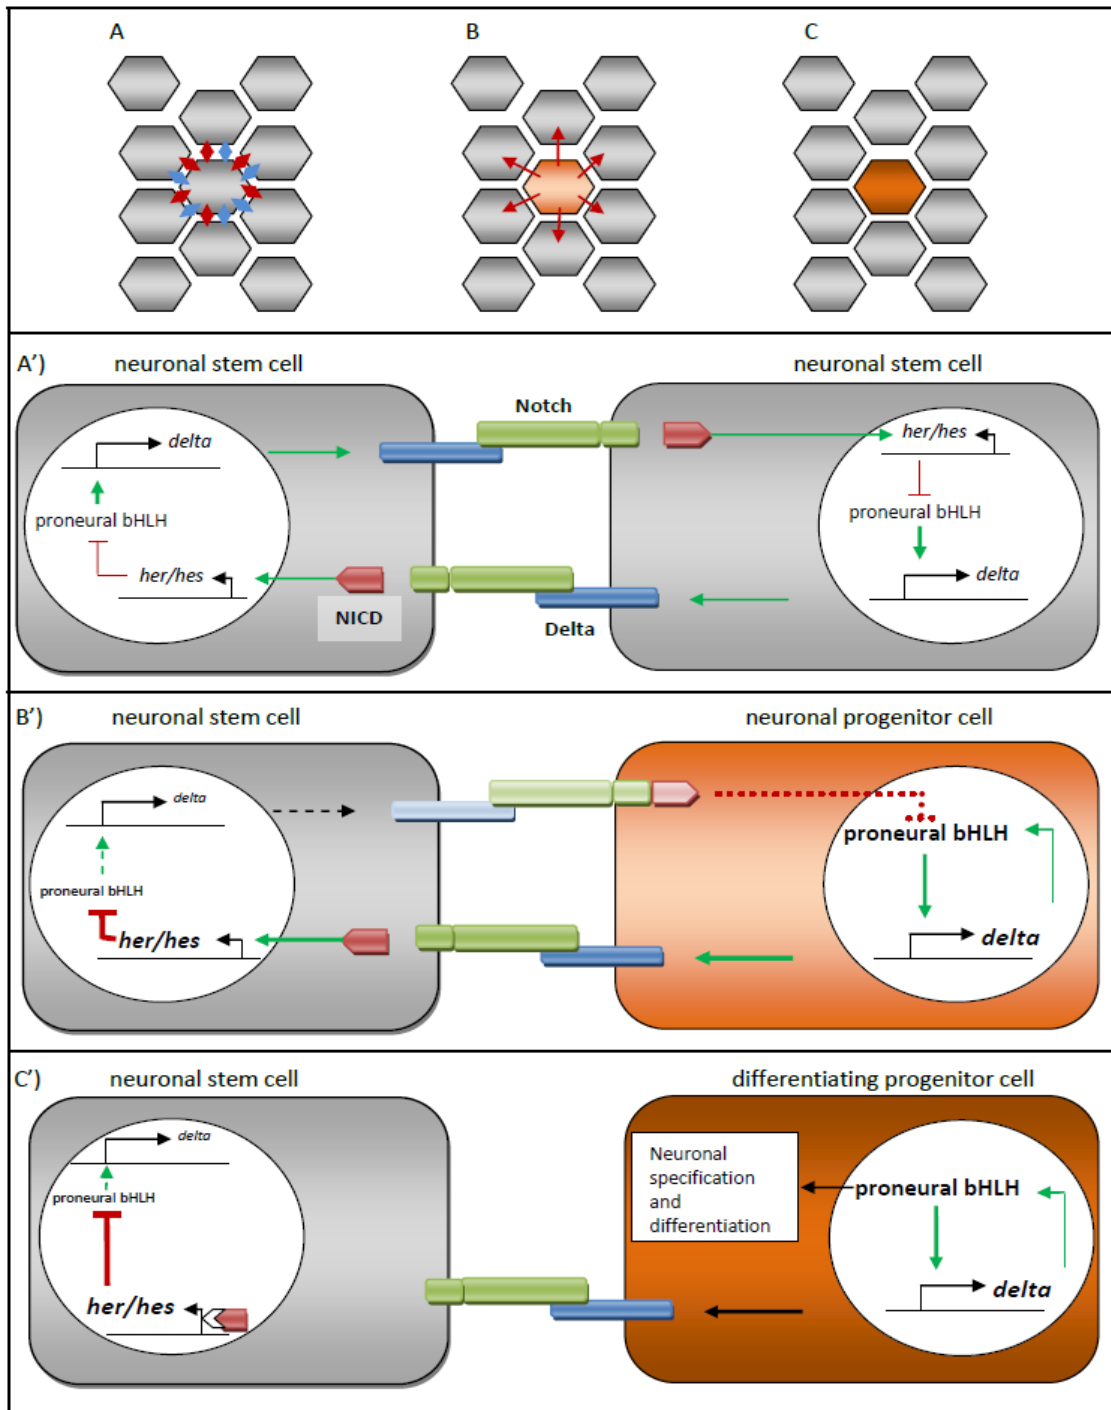 A B C
A') neuronal stem cell neuronal stem cell
Notch
delta
her/hes
proneural bHLH
proneural bHLH
her/hes
delta
NICD
Delta
B') neuronal stem cell neuronal progenitor cell
delta
proneural bHLH
proneural bHLH
her/hes
delta
C') neuronal stem cell differentiating progenitor cell
delta
Neuronal
specification
and
differentiation
proneural bHLH
proneural bHLH
her/hes
delta